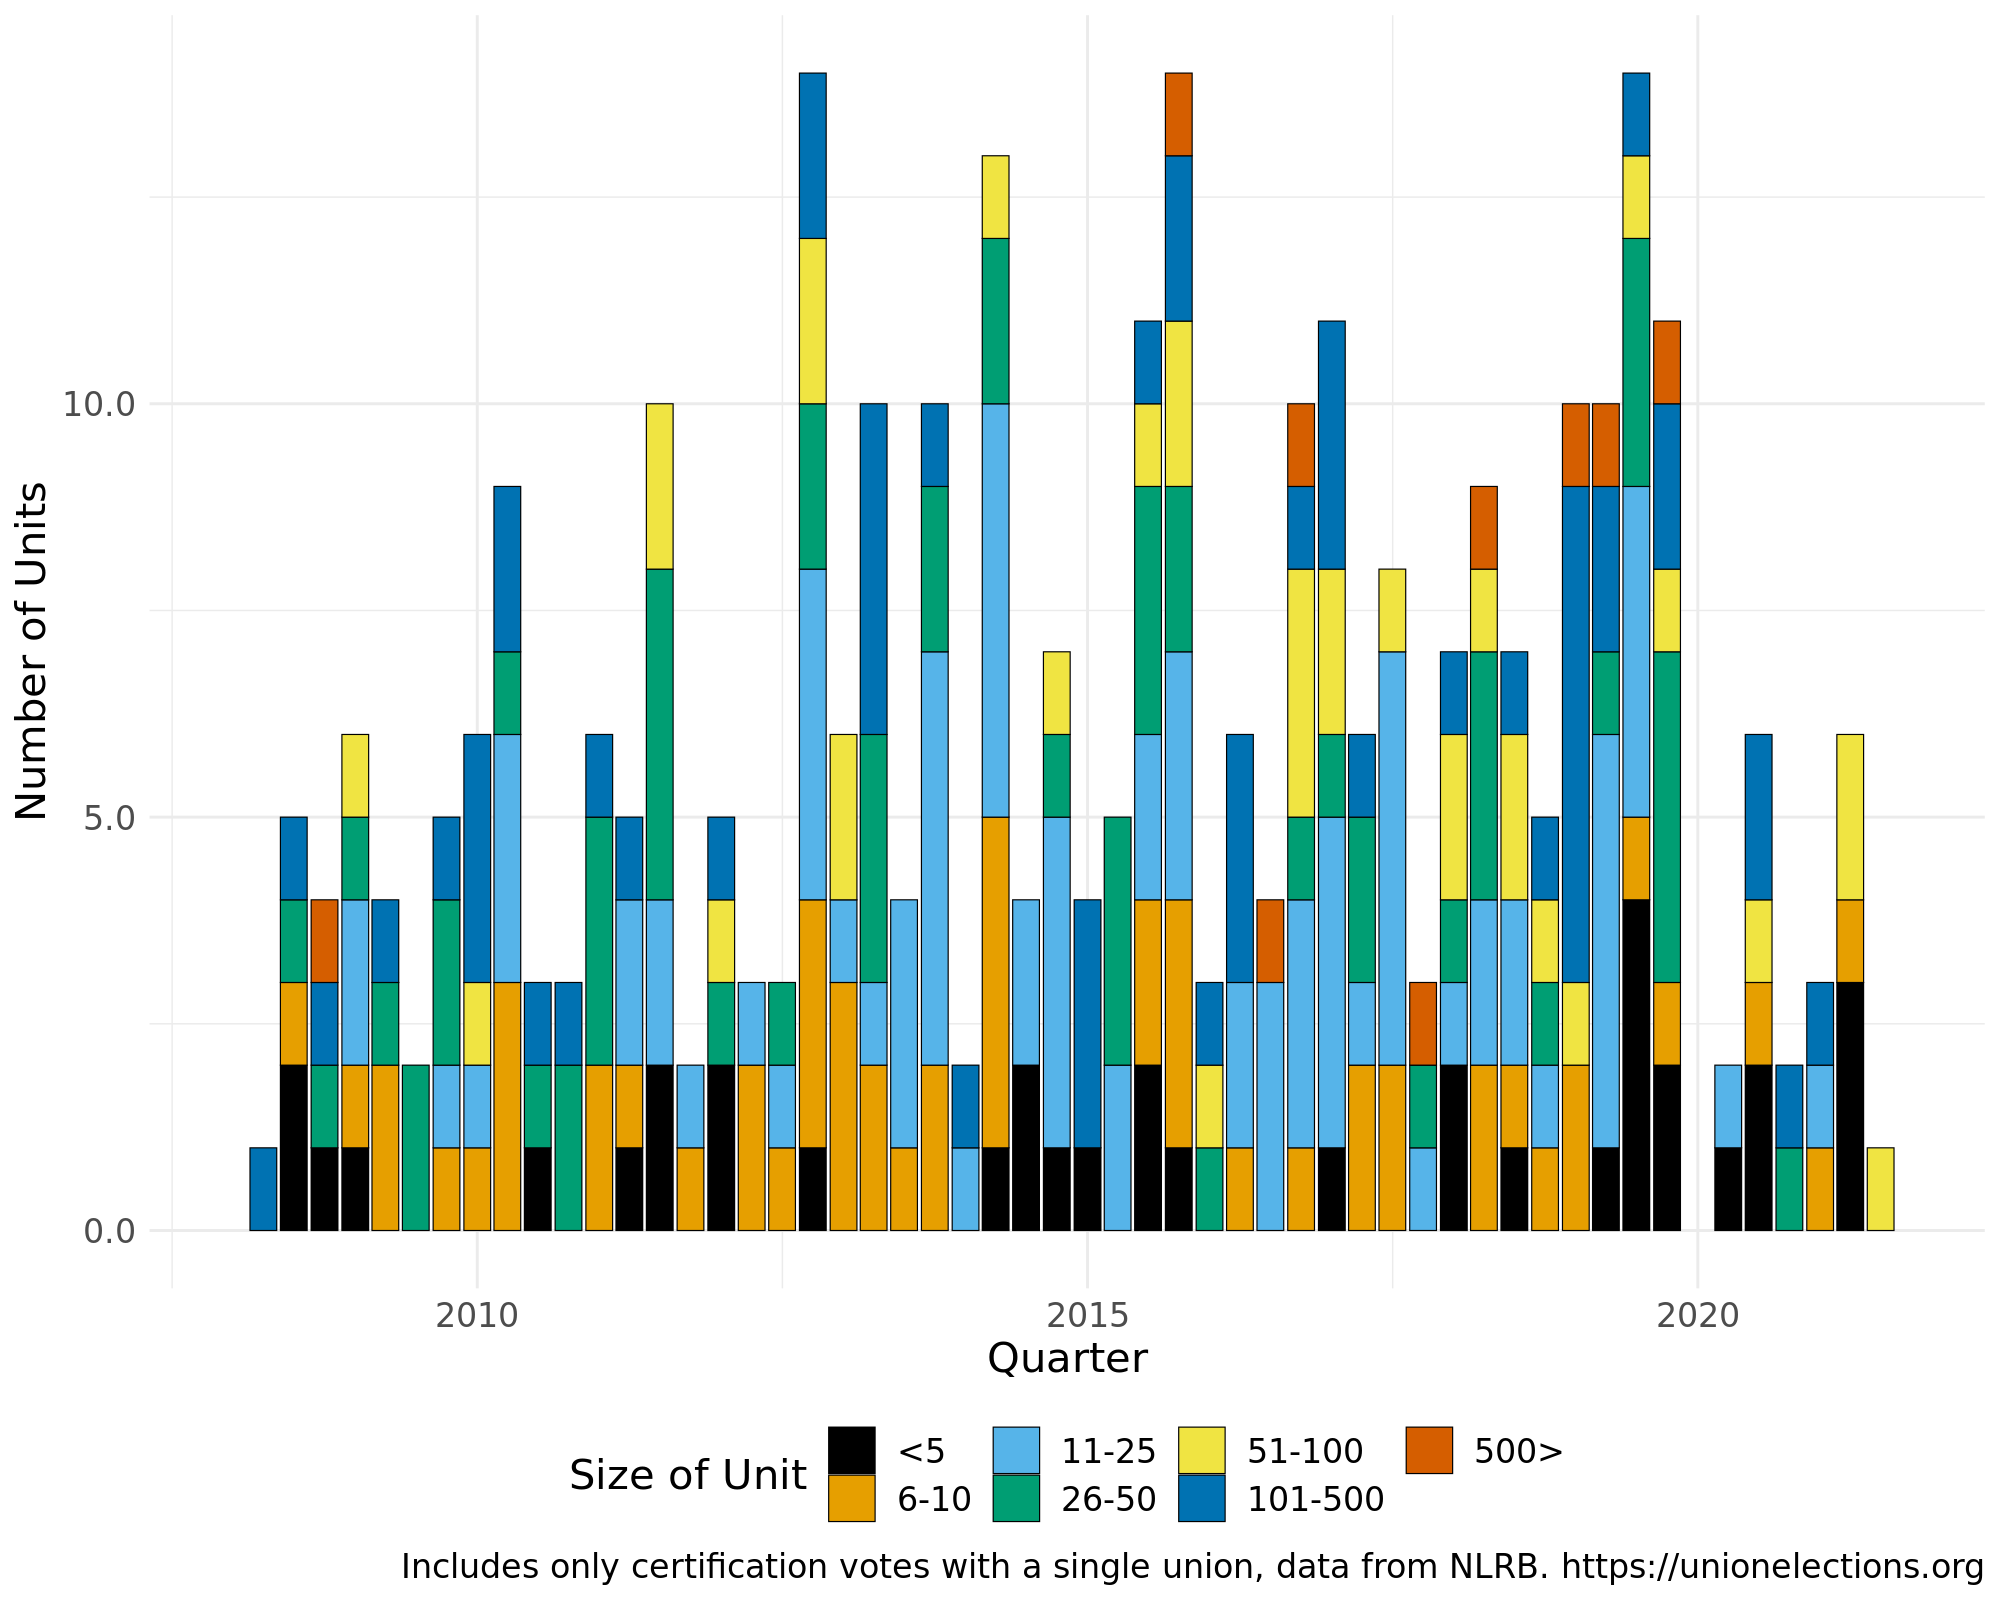 Number of Units
10.0
5.0
0.0
2010 2015 2020
Quarter
Size of Unit
<5 11-25 51-100 500>
6-10 26-50 101-500
Includes only certification votes with a single union, data from NLRB. https://unionelections.org